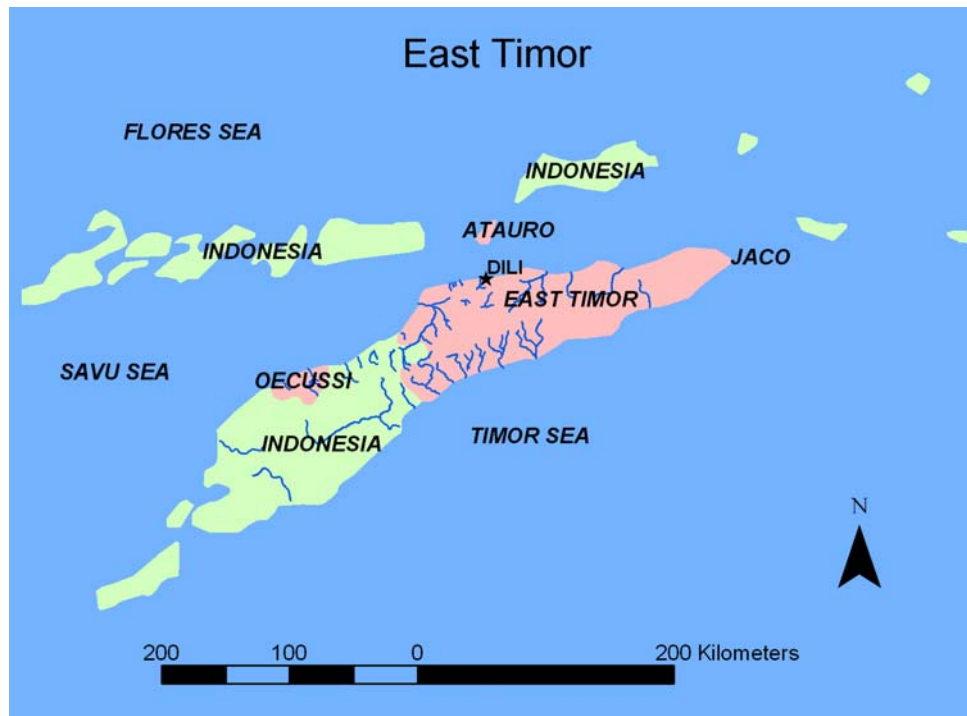 East Timor
FLORES SEA
INDONESIA
ATAURO
INDONESIA
JACO
DILI
EAST TIMOR
SAVU SEA
OECUSSI
TIMOR SEA
INDONESIA
N
200 100 0 200 Kilometers